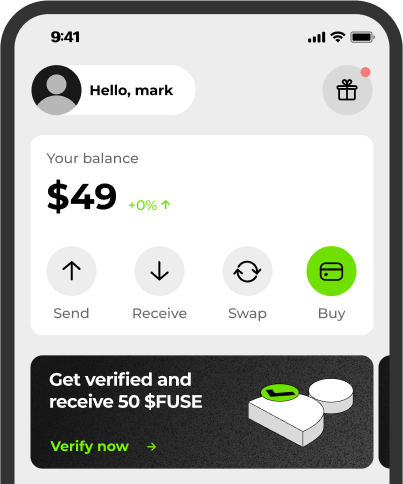 9:41
Hello, mark
Your balance
$49 +0%
Send Receive Swap Buy
Get verified and
receive 50 $FUSE
Verify now